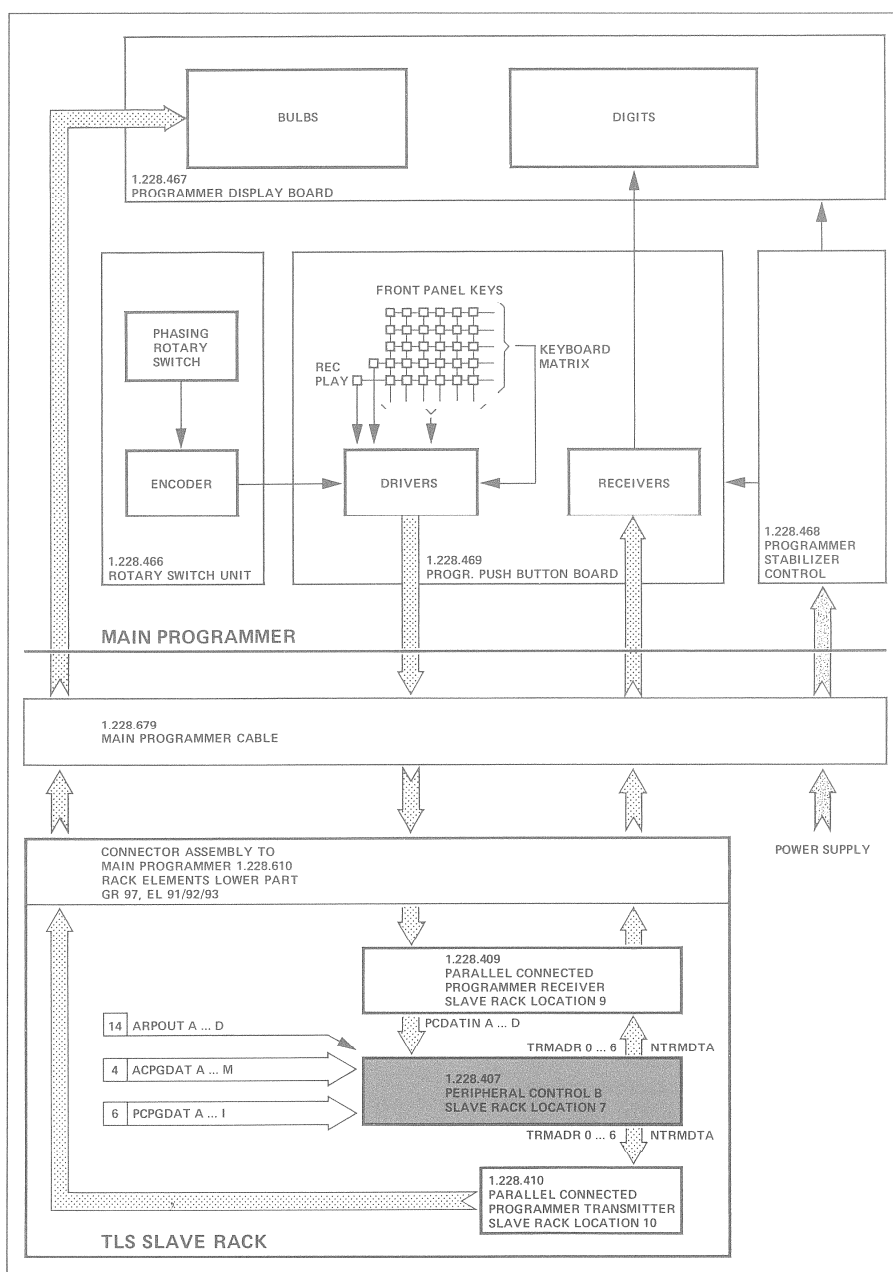 BULBS
DIGITS
1.228.467
PROGRAMMER DISPLAY BOARD
FRONT PANEL KEYS
PHASING
ROTARY
SWITCH
REC
PLAY
KEYBOARD
MATRIX
ENCODER
DRIVERS
RECEIVERS
1.228.466
ROTARY SWITCH UNIT
1.228.469
PROGR. PUSH BUTTON BOARD
1.228.468
PROGRAMMER
STABILIZER
CONTROL
MAIN PROGRAMMER
1.228.679
MAIN PROGRAMMER CABLE
POWER SUPPLY
CONNECTOR ASSEMBLY TO
MAIN PROGRAMMER 1.228.610
RACK ELEMENTS LOWER PART
GR 97, EL 91/92/93
1.228.409
PARALLEL CONNECTED
PROGRAMMER RECEIVER
SLAVE RACK LOCATION 9
14 ARPOUT A ... D
PCDATIN A ... D
TRMADR 0 ... 6 NTRMDTA
4 ACPGDAT A ... M
1.228.407
PERIPHERAL CONTROL B
SLAVE RACK LOCATION 7
6 PCPGDAT A ... I
TRMADR 0 ... 6 NTRMDTA
1.228.410
PARALLEL CONNECTED
PROGRAMMER TRANSMITTER
SLAVE RACK LOCATION 10
TLS SLAVE RACK